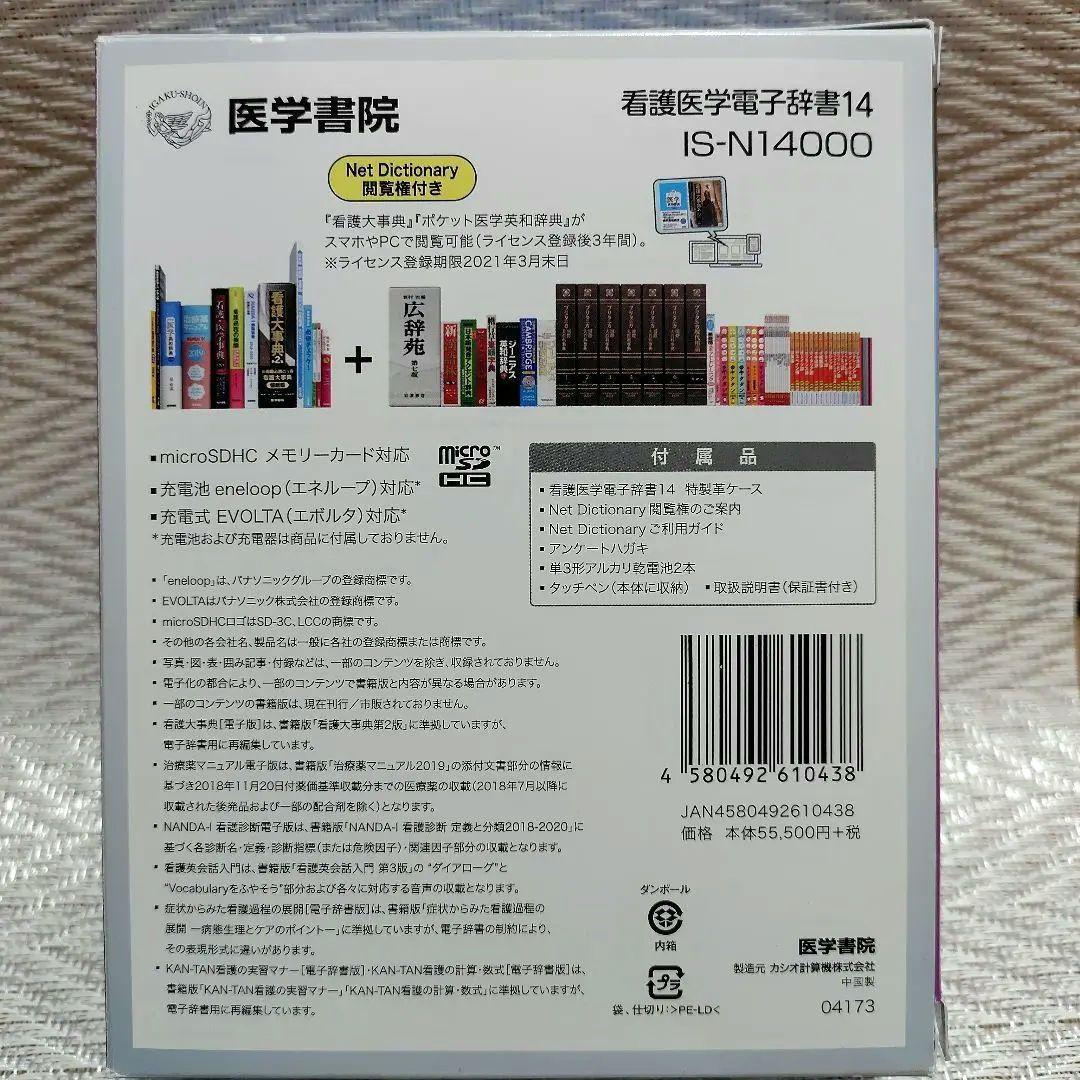 IGAKU-SHOIN
医学書院
看護医学電子辞書14
IS-N14000
Net Dictionary
閲覧権付き
『看護大事典』『ポケット医学英和辞典』が
スマホやPCで閲覧可能（ライセンス登録後3年間）。
※ライセンス登録期限2021年3月末日
2019
看護大事典
第2版
+
広辞苑
第七版
ジーニアス
英和辞典
CAMBRIDGE
▪microSDHC メモリーカード対応
▪充電池 eneloop（エネループ）対応*
▪充電式 EVOLTA（エボルタ）対応*
*充電池および充電器は商品に付属しておりません。
micro™
SD
HC
付属品
▪看護医学電子辞書14 特製革ケース
▪Net Dictionary 閲覧権のご案内
▪Net Dictionary ご利用ガイド
▪アンケートハガキ
▪単3形アルカリ乾電池2本
▪タッチペン（本体に収納） ▪取扱説明書（保証書付き）
▪「eneloop」は、パナソニックグループの登録商標です。
▪EVOLTAはパナソニック株式会社の登録商標です。
▪microSDHCロゴはSD-3C、LCCの商標です。
▪その他の各会社名、製品名は一般に各社の登録商標または商標です。
▪写真・図・表・囲み記事・付録などは、一部のコンテンツを除き、収録されておりません。
▪電子化の都合により、一部のコンテンツで書籍版と内容が異なる場合があります。
▪一部のコンテンツの書籍版は、現在刊行／市販されておりません。
▪看護大事典［電子版］は、書籍版「看護大事典第2版」に準拠していますが、
電子辞書用に再編集しています。
▪治療薬マニュアル電子版は、書籍版「治療薬マニュアル2019」の添付文書部分の情報に
基づき2018年11月20日付薬価基準収載分までの医療薬の収載（2018年7月以降に
収載された後発品および一部の配合剤を除く）となります。
▪NANDA-I 看護診断電子版は、書籍版「NANDA-I 看護診断 定義と分類2018-2020」に
基づく各診断名・定義・診断指標（または危険因子）・関連因子部分の収載となります。
▪看護英会話入門は、書籍版「看護英会話入門 第3版」の “ダイアローグ”と
“Vocabularyをふやそう”部分および各々に対応する音声の収載となります。
▪症状からみた看護過程の展開［電子辞書版］は、書籍版「症状からみた看護過程の
展開 ―病態生理とケアのポイント―」に準拠していますが、電子辞書の制約により、
その表現形式に違いがあります。
▪KAN-TAN看護の実習マナー［電子辞書版］・KAN-TAN看護の計算・数式［電子辞書版］は、
書籍版「KAN-TAN看護の実習マナー」「KAN-TAN看護の計算・数式」に準拠していますが、
電子辞書用に再編集しています。
4 580492 610438
JAN4580492610438
価格 本体55,500円+税
ダンボール
内箱
プラ
袋、仕切り：>PE-LD<
医学書院
製造元 カシオ計算機株式会社
中国製
04173